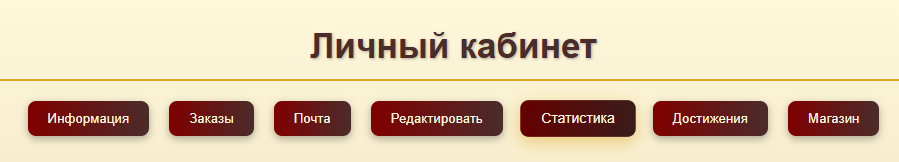 Личный кабинет
Информация Заказы Почта Редактировать Статистика Достижения Магазин